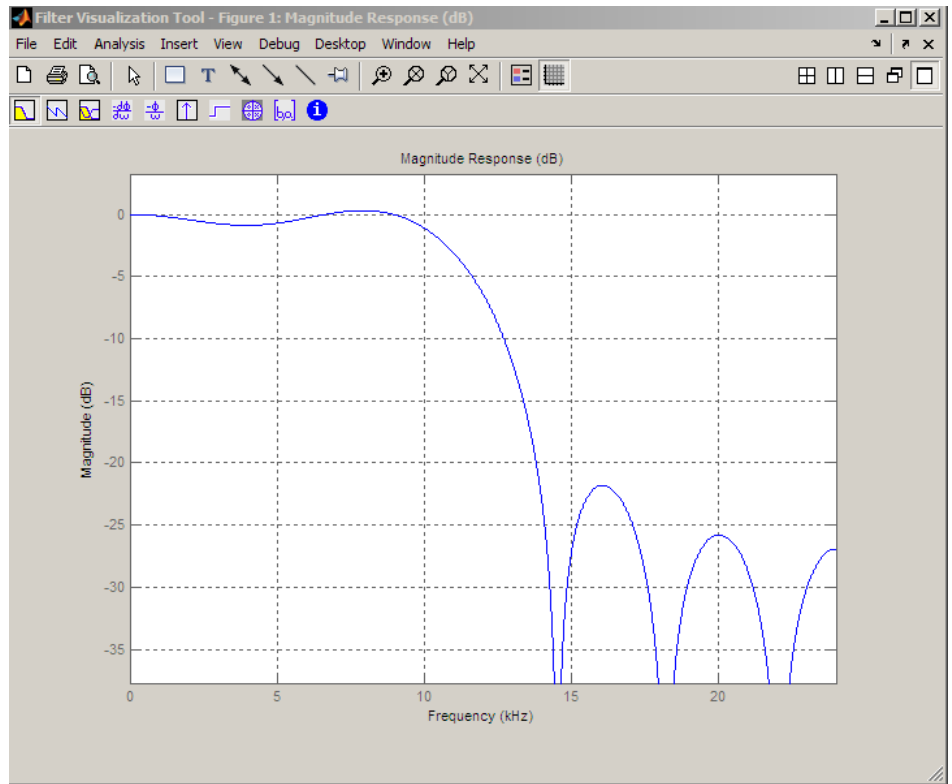 Filter Visualization Tool - Figure 1: Magnitude Response (dB)
File Edit Analysis Insert View Debug Desktop Window Help
T
[b,a]
i
Magnitude Response (dB)
0
-5
-10
-15
-20
-25
-30
-35
Magnitude (dB)
0 5 10 15 20
Frequency (kHz)